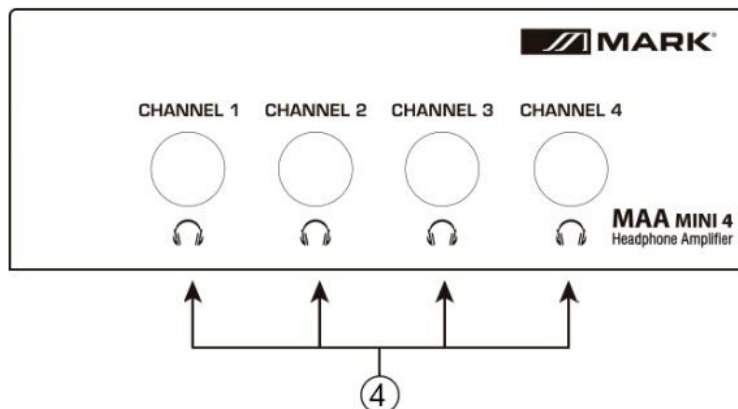 MARK®
CHANNEL 1 CHANNEL 2 CHANNEL 3 CHANNEL 4
MAA MINI 4
Headphone Amplifier
4